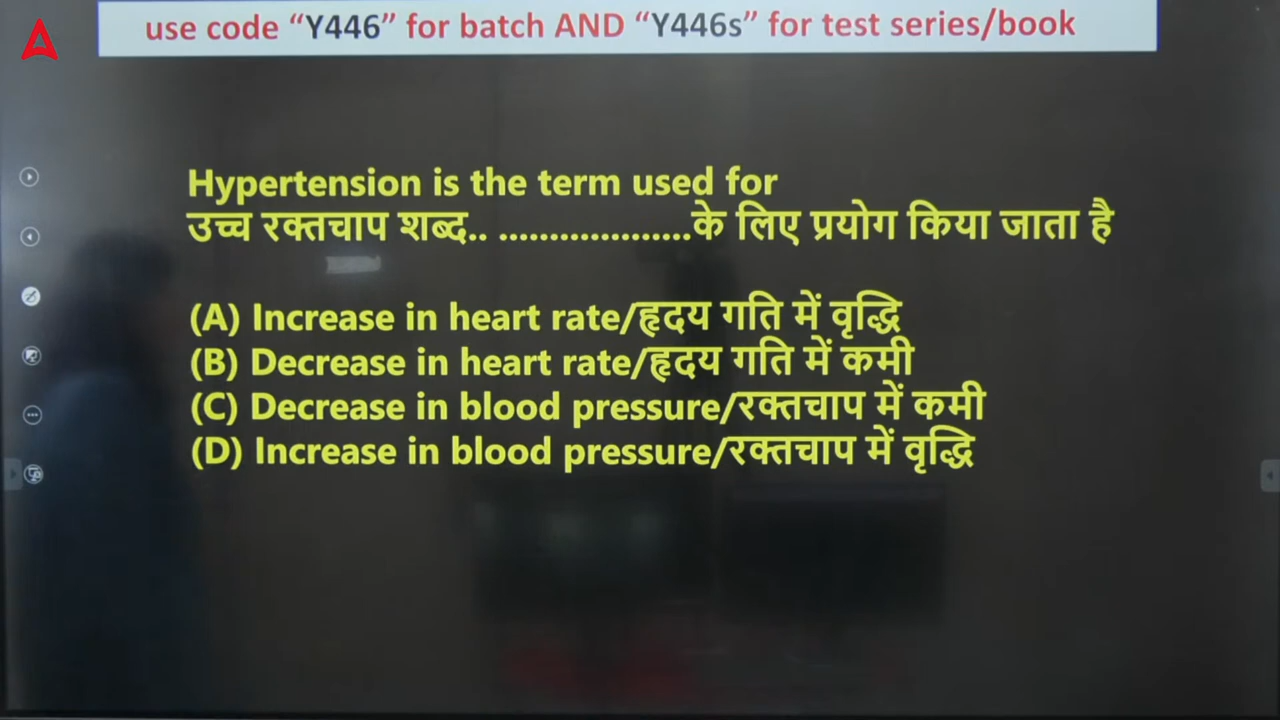 use code “Y446” for batch AND “Y446s” for test series/book
Hypertension is the term used for
उच्च रक्तचाप शब्द.. ...................के लिए प्रयोग किया जाता है
(A) Increase in heart rate/हृदय गति में वृद्धि
(B) Decrease in heart rate/हृदय गति में कमी
(C) Decrease in blood pressure/रक्तचाप में कमी
(D) Increase in blood pressure/रक्तचाप में वृद्धि